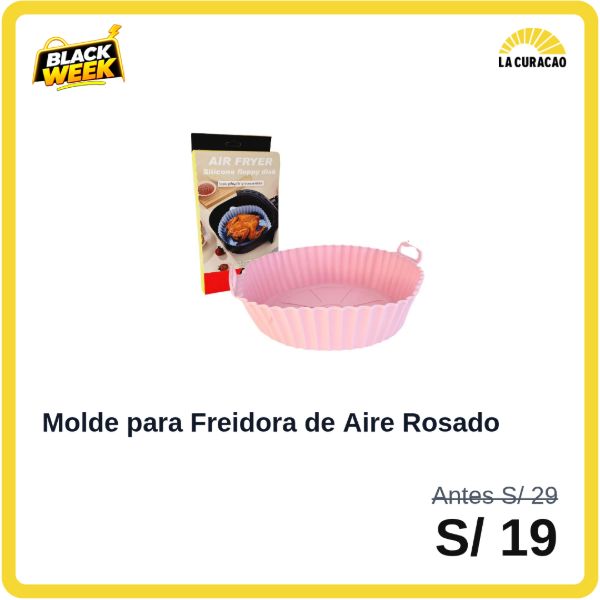 BLACK
WEEK
LA CURACAO
AIR FRYER
Silicone floppy disk
Molde para Freidora de Aire Rosado
Antes S/ 29
S/ 19